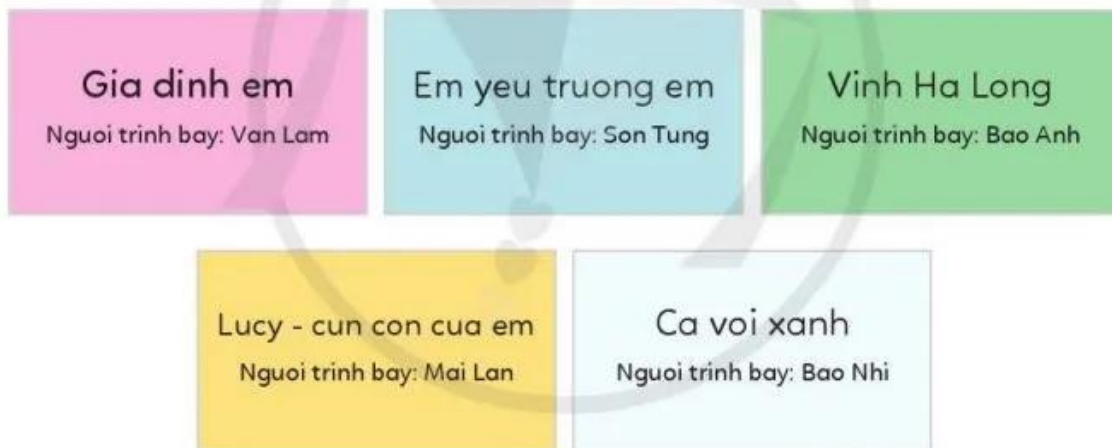 Gia dinh em
Nguoi trinh bay: Van Lam
Em yeu truong em
Nguoi trinh bay: Son Tung
Vinh Ha Long
Nguoi trinh bay: Bao Anh
Lucy - cun con cua em
Nguoi trinh bay: Mai Lan
Ca voi xanh
Nguoi trinh bay: Bao Nhi